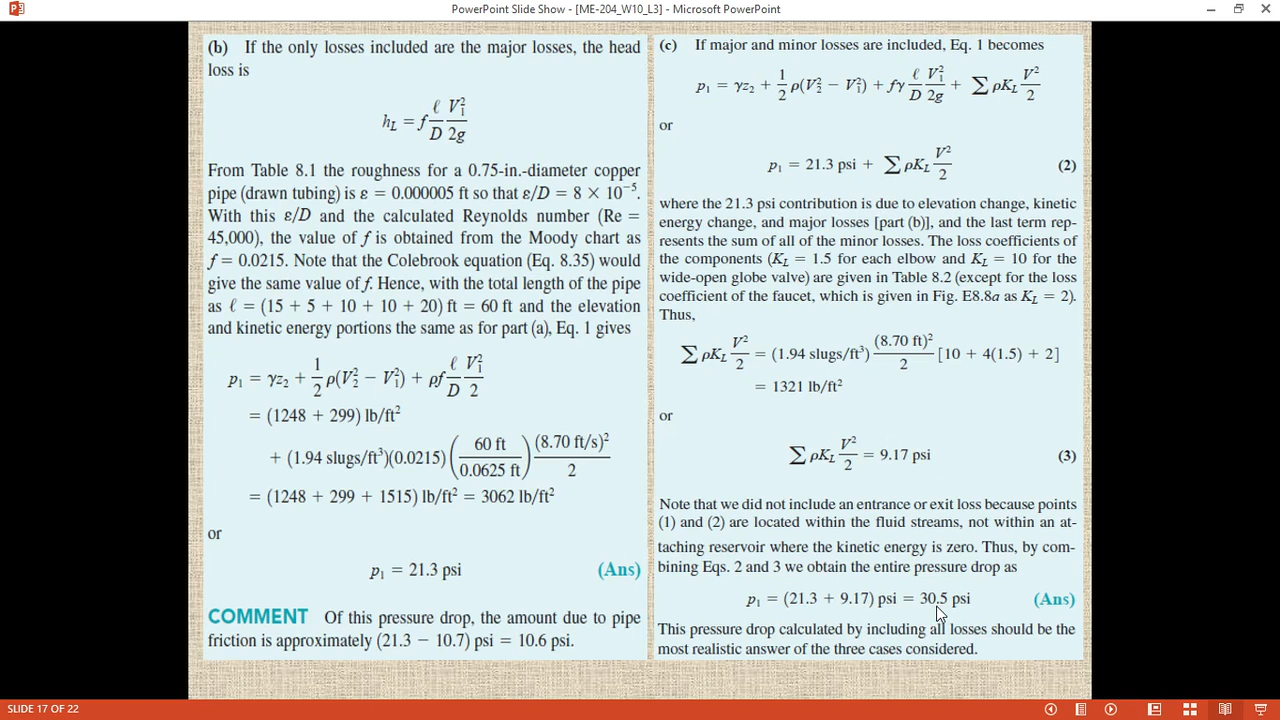 PowerPoint Slide Show - [ME-204_W10_L3] - Microsoft PowerPoint
(b) If the only losses included are the major losses, the head
loss is
h_L = f ℓ/D V₁²/2g
From Table 8.1 the roughness for a 0.75-in.-diameter copper
pipe (drawn tubing) is ε = 0.000005 ft so that ε/D = 8 × 10⁻⁵.
With this ε/D and the calculated Reynolds number (Re =
45,000), the value of f is obtained from the Moody chart as
f = 0.0215. Note that the Colebrook equation (Eq. 8.35) would
give the same value of f. Hence, with the total length of the pipe
as ℓ = (15 + 5 + 10 + 10 + 20) ft = 60 ft and the elevation
and kinetic energy portions the same as for part (a), Eq. 1 gives
p₁ = γz₂ + 1/2 ρ(V₂² − V₁²) + ρf ℓ/D V₁²/2
= (1248 + 299) lb/ft²
+ (1.94 slugs/ft³)(0.0215) (60 ft/0.0625 ft) (8.70 ft/s)²/2
= (1248 + 299 + 1515) lb/ft² = 3062 lb/ft²
or
p₁ = 21.3 psi (Ans)
COMMENT Of this pressure drop, the amount due to pipe
friction is approximately (21.3 − 10.7) psi = 10.6 psi.
(c) If major and minor losses are included, Eq. 1 becomes
p₁ = γz₂ + 1/2 ρ(V₂² − V₁²) + fγ ℓ/D V₁²/2g + ∑ ρK_L V²/2
or
p₁ = 21.3 psi + ∑ ρK_L V²/2 (2)
where the 21.3 psi contribution is due to elevation change, kinetic
energy change, and major losses [part (b)], and the last term rep-
resents the sum of all of the minor losses. The loss coefficients of
the components (K_L = 1.5 for each elbow and K_L = 10 for the
wide-open globe valve) are given in Table 8.2 (except for the loss
coefficient of the faucet, which is given in Fig. E8.8a as K_L = 2).
Thus,
∑ ρK_L V²/2 = (1.94 slugs/ft³) (8.70 ft)²/2 [10 + 4(1.5) + 2]
= 1321 lb/ft²
or
∑ ρK_L V²/2 = 9.17 psi (3)
Note that we did not include an entrance or exit loss because points
(1) and (2) are located within the fluid streams, not within an at-
taching reservoir where the kinetic energy is zero. Thus, by com-
bining Eqs. 2 and 3 we obtain the entire pressure drop as
p₁ = (21.3 + 9.17) psi = 30.5 psi (Ans)
This pressure drop calculated by including all losses should be the
most realistic answer of the three cases considered.
SLIDE 17 OF 22